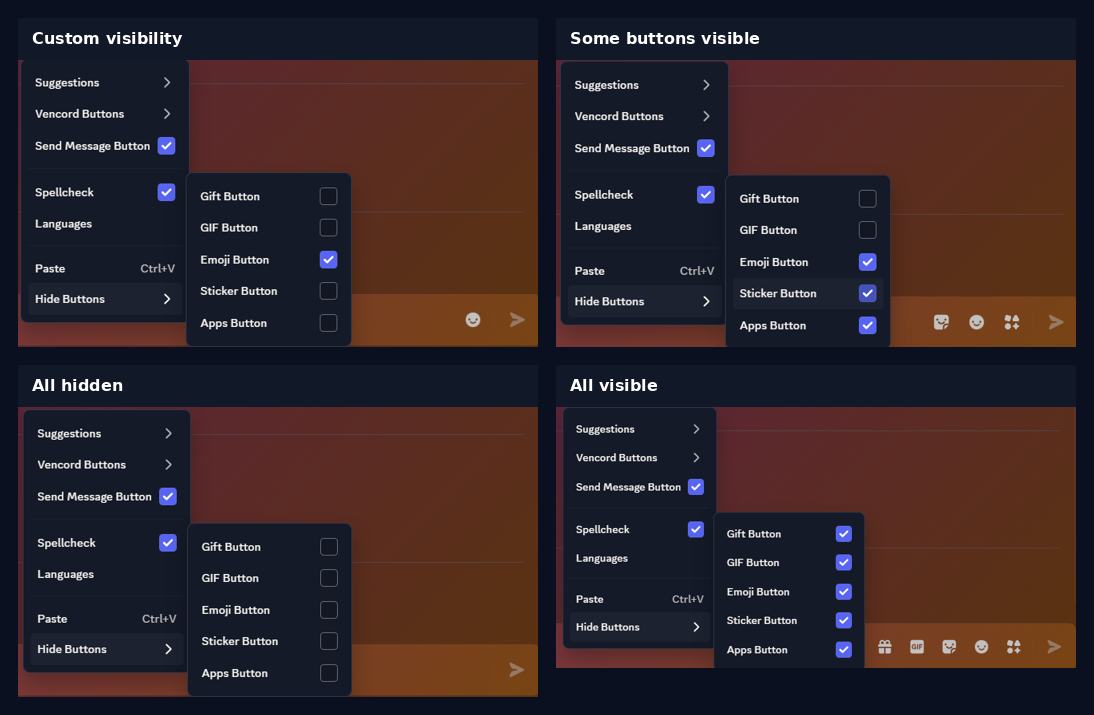 Custom visibility
Suggestions
Vencord Buttons
Send Message Button
Spellcheck
Languages
Paste Ctrl+V
Hide Buttons
Gift Button
GIF Button
Emoji Button
Sticker Button
Apps Button
Some buttons visible
Suggestions
Vencord Buttons
Send Message Button
Spellcheck
Languages
Paste Ctrl+V
Hide Buttons
Gift Button
GIF Button
Emoji Button
Sticker Button
Apps Button
All hidden
Suggestions
Vencord Buttons
Send Message Button
Spellcheck
Languages
Paste Ctrl+V
Hide Buttons
Gift Button
GIF Button
Emoji Button
Sticker Button
Apps Button
All visible
Suggestions
Vencord Buttons
Send Message Button
Spellcheck
Languages
Paste Ctrl+V
Hide Buttons
Gift Button
GIF Button
Emoji Button
Sticker Button
Apps Button
GIF